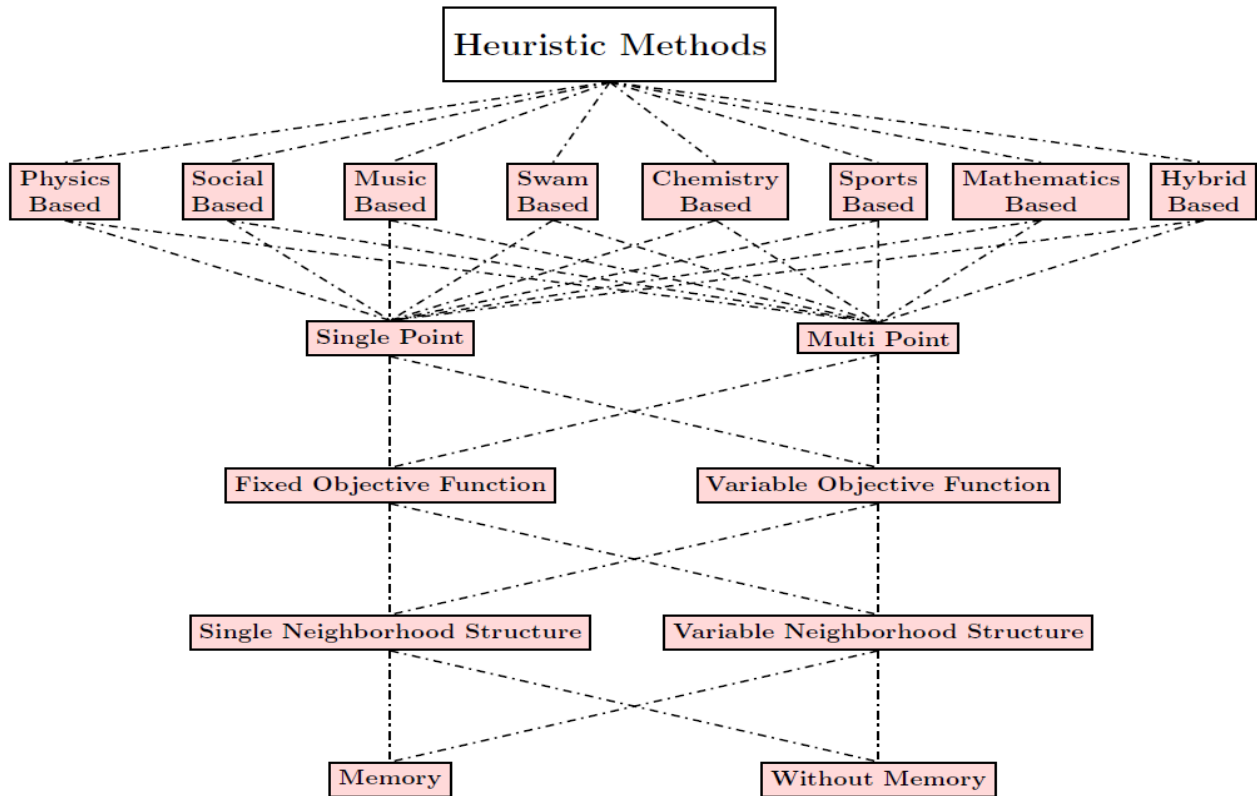 Heuristic Methods
Physics Social Music Swam Chemistry Sports Mathematics Hybrid
Based Based Based Based Based Based Based Based
Single Point Multi Point
Fixed Objective Function Variable Objective Function
Single Neighborhood Structure Variable Neighborhood Structure
Memory Without Memory